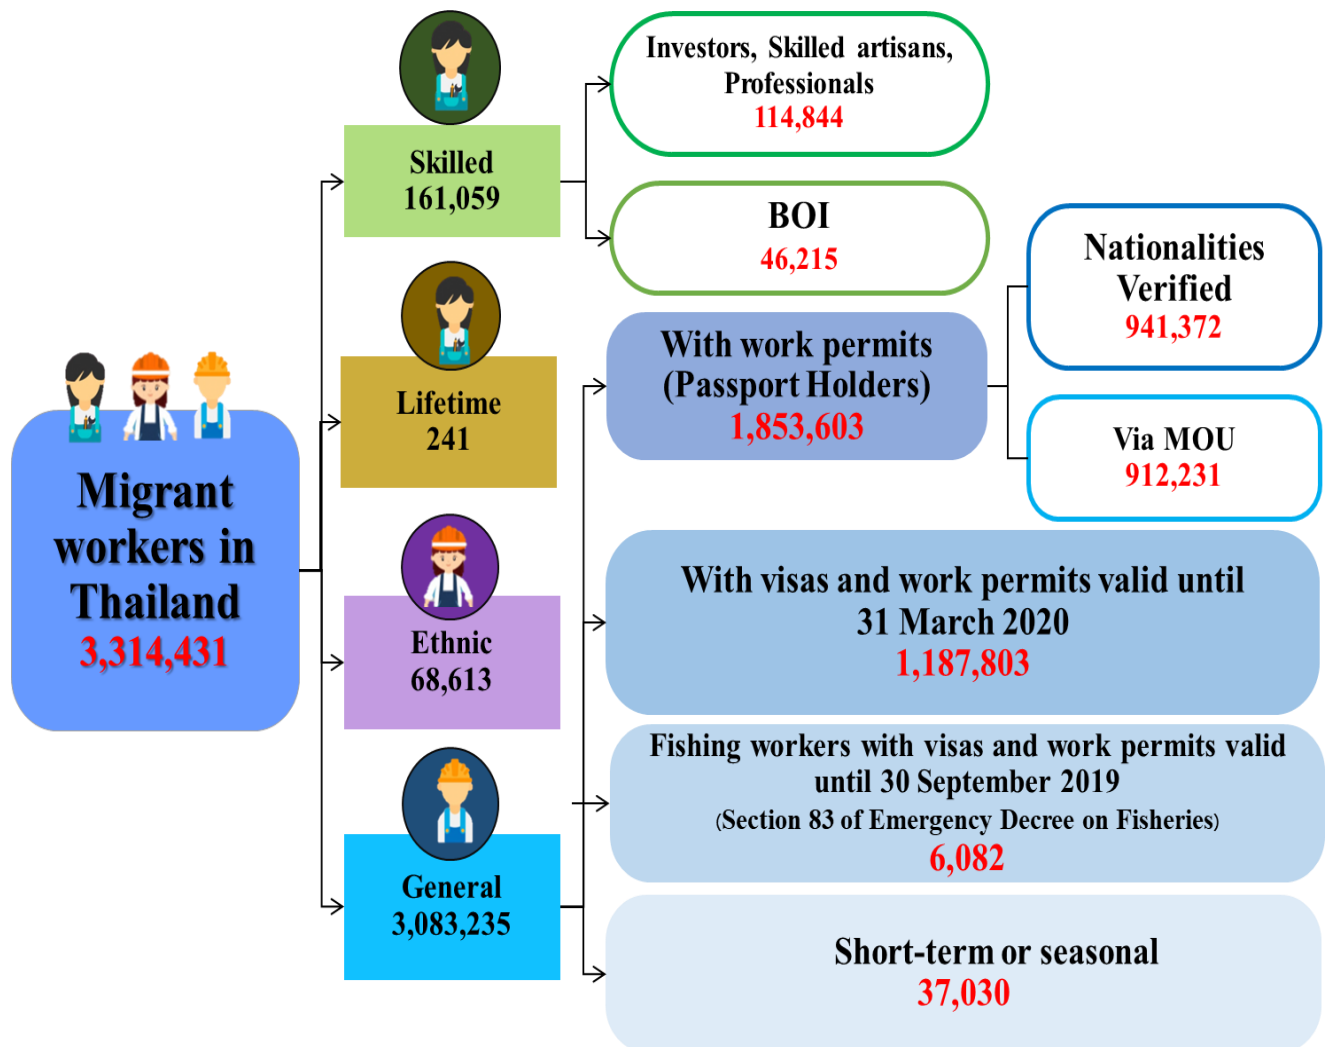 Migrant
workers in
Thailand
3,314,431
Skilled
161,059
Investors, Skilled artisans,
Professionals
114,844
BOI
46,215
Lifetime
241
Ethnic
68,613
General
3,083,235
With work permits
(Passport Holders)
1,853,603
Nationalities
Verified
941,372
Via MOU
912,231
With visas and work permits valid until
31 March 2020
1,187,803
Fishing workers with visas and work permits valid
until 30 September 2019
(Section 83 of Emergency Decree on Fisheries)
6,082
Short-term or seasonal
37,030